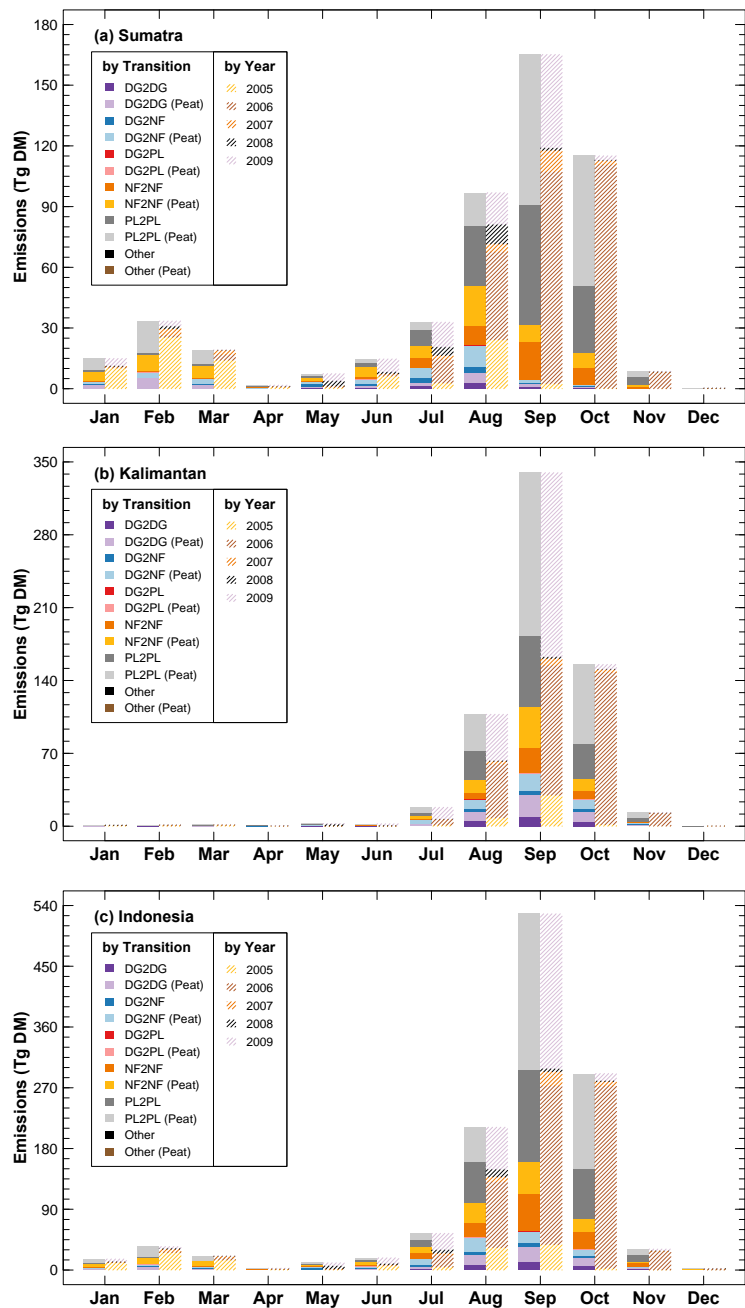 (a) Sumatra
by Transition
DG2DG
DG2DG (Peat)
DG2NF
DG2NF (Peat)
DG2PL
DG2PL (Peat)
NF2NF
NF2NF (Peat)
PL2PL
PL2PL (Peat)
Other
Other (Peat)
by Year
2005
2006
2007
2008
2009
Emissions (Tg DM)
180
150
120
90
60
30
0
Jan Feb Mar Apr May Jun Jul Aug Sep Oct Nov Dec
(b) Kalimantan
by Transition
DG2DG
DG2DG (Peat)
DG2NF
DG2NF (Peat)
DG2PL
DG2PL (Peat)
NF2NF
NF2NF (Peat)
PL2PL
PL2PL (Peat)
Other
Other (Peat)
by Year
2005
2006
2007
2008
2009
Emissions (Tg DM)
350
280
210
140
70
0
Jan Feb Mar Apr May Jun Jul Aug Sep Oct Nov Dec
(c) Indonesia
by Transition
DG2DG
DG2DG (Peat)
DG2NF
DG2NF (Peat)
DG2PL
DG2PL (Peat)
NF2NF
NF2NF (Peat)
PL2PL
PL2PL (Peat)
Other
Other (Peat)
by Year
2005
2006
2007
2008
2009
Emissions (Tg DM)
540
450
360
270
180
90
0
Jan Feb Mar Apr May Jun Jul Aug Sep Oct Nov Dec